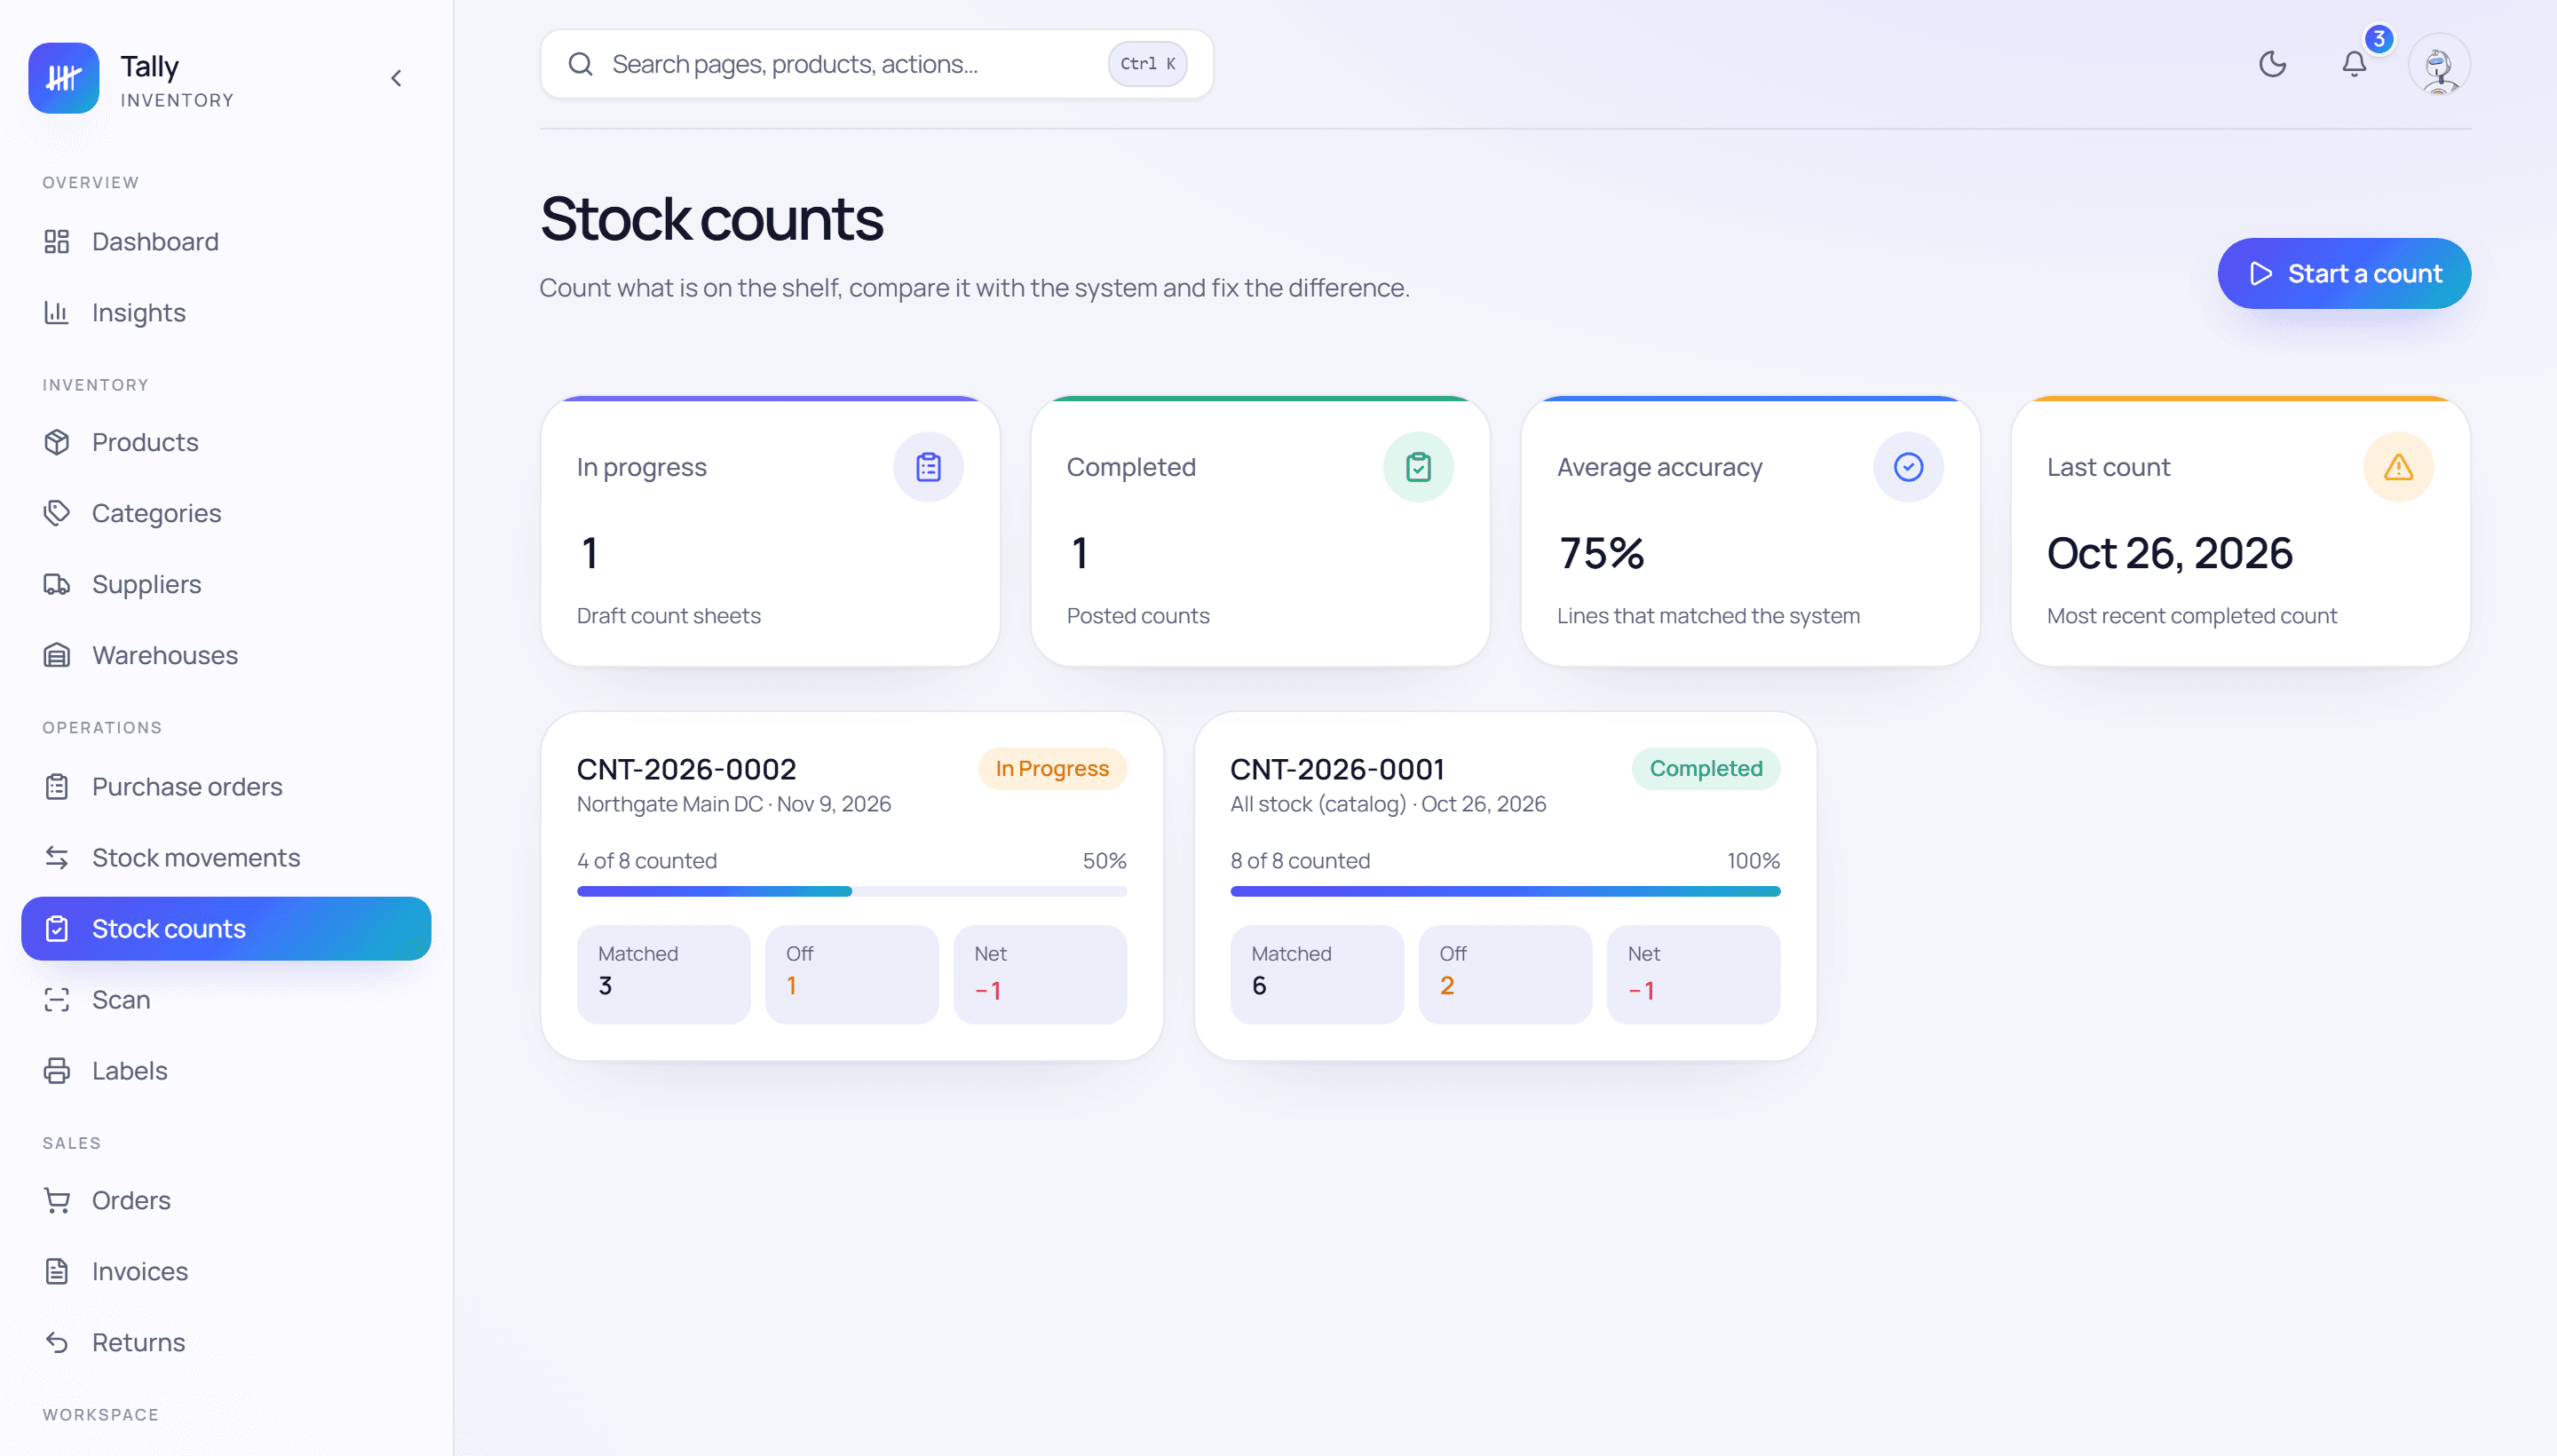 Tally
INVENTORY
OVERVIEW
Dashboard
Insights
INVENTORY
Products
Categories
Suppliers
Warehouses
OPERATIONS
Purchase orders
Stock movements
Stock counts
Scan
Labels
SALES
Orders
Invoices
Returns
WORKSPACE
Search pages, products, actions...
Ctrl K
3
Stock counts
Count what is on the shelf, compare it with the system and fix the difference.
Start a count
In progress
1
Draft count sheets
Completed
1
Posted counts
Average accuracy
75%
Lines that matched the system
Last count
Oct 26, 2026
Most recent completed count
CNT-2026-0002
In Progress
Northgate Main DC · Nov 9, 2026
4 of 8 counted
50%
Matched
3
Off
1
Net
−1
CNT-2026-0001
Completed
All stock (catalog) · Oct 26, 2026
8 of 8 counted
100%
Matched
6
Off
2
Net
−1